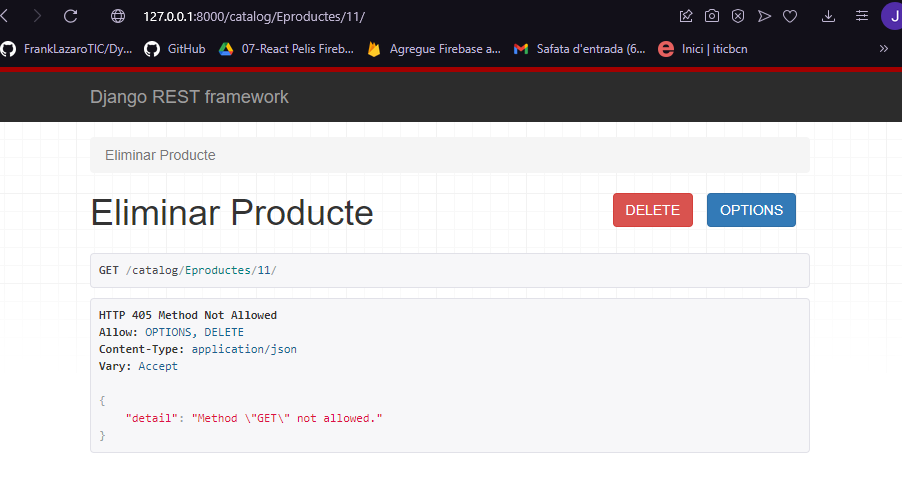 127.0.0.1:8000/catalog/Eproductes/11/
J
FrankLazaroTIC/Dy... GitHub 07-React Pelis Fireb... Agregue Firebase a... Safata d'entrada (6... Inici | iticbcn »
Django REST framework
Eliminar Producte
Eliminar Producte DELETE OPTIONS
GET /catalog/Eproductes/11/
HTTP 405 Method Not Allowed
Allow: OPTIONS, DELETE
Content-Type: application/json
Vary: Accept
{
"detail": "Method \"GET\" not allowed."
}